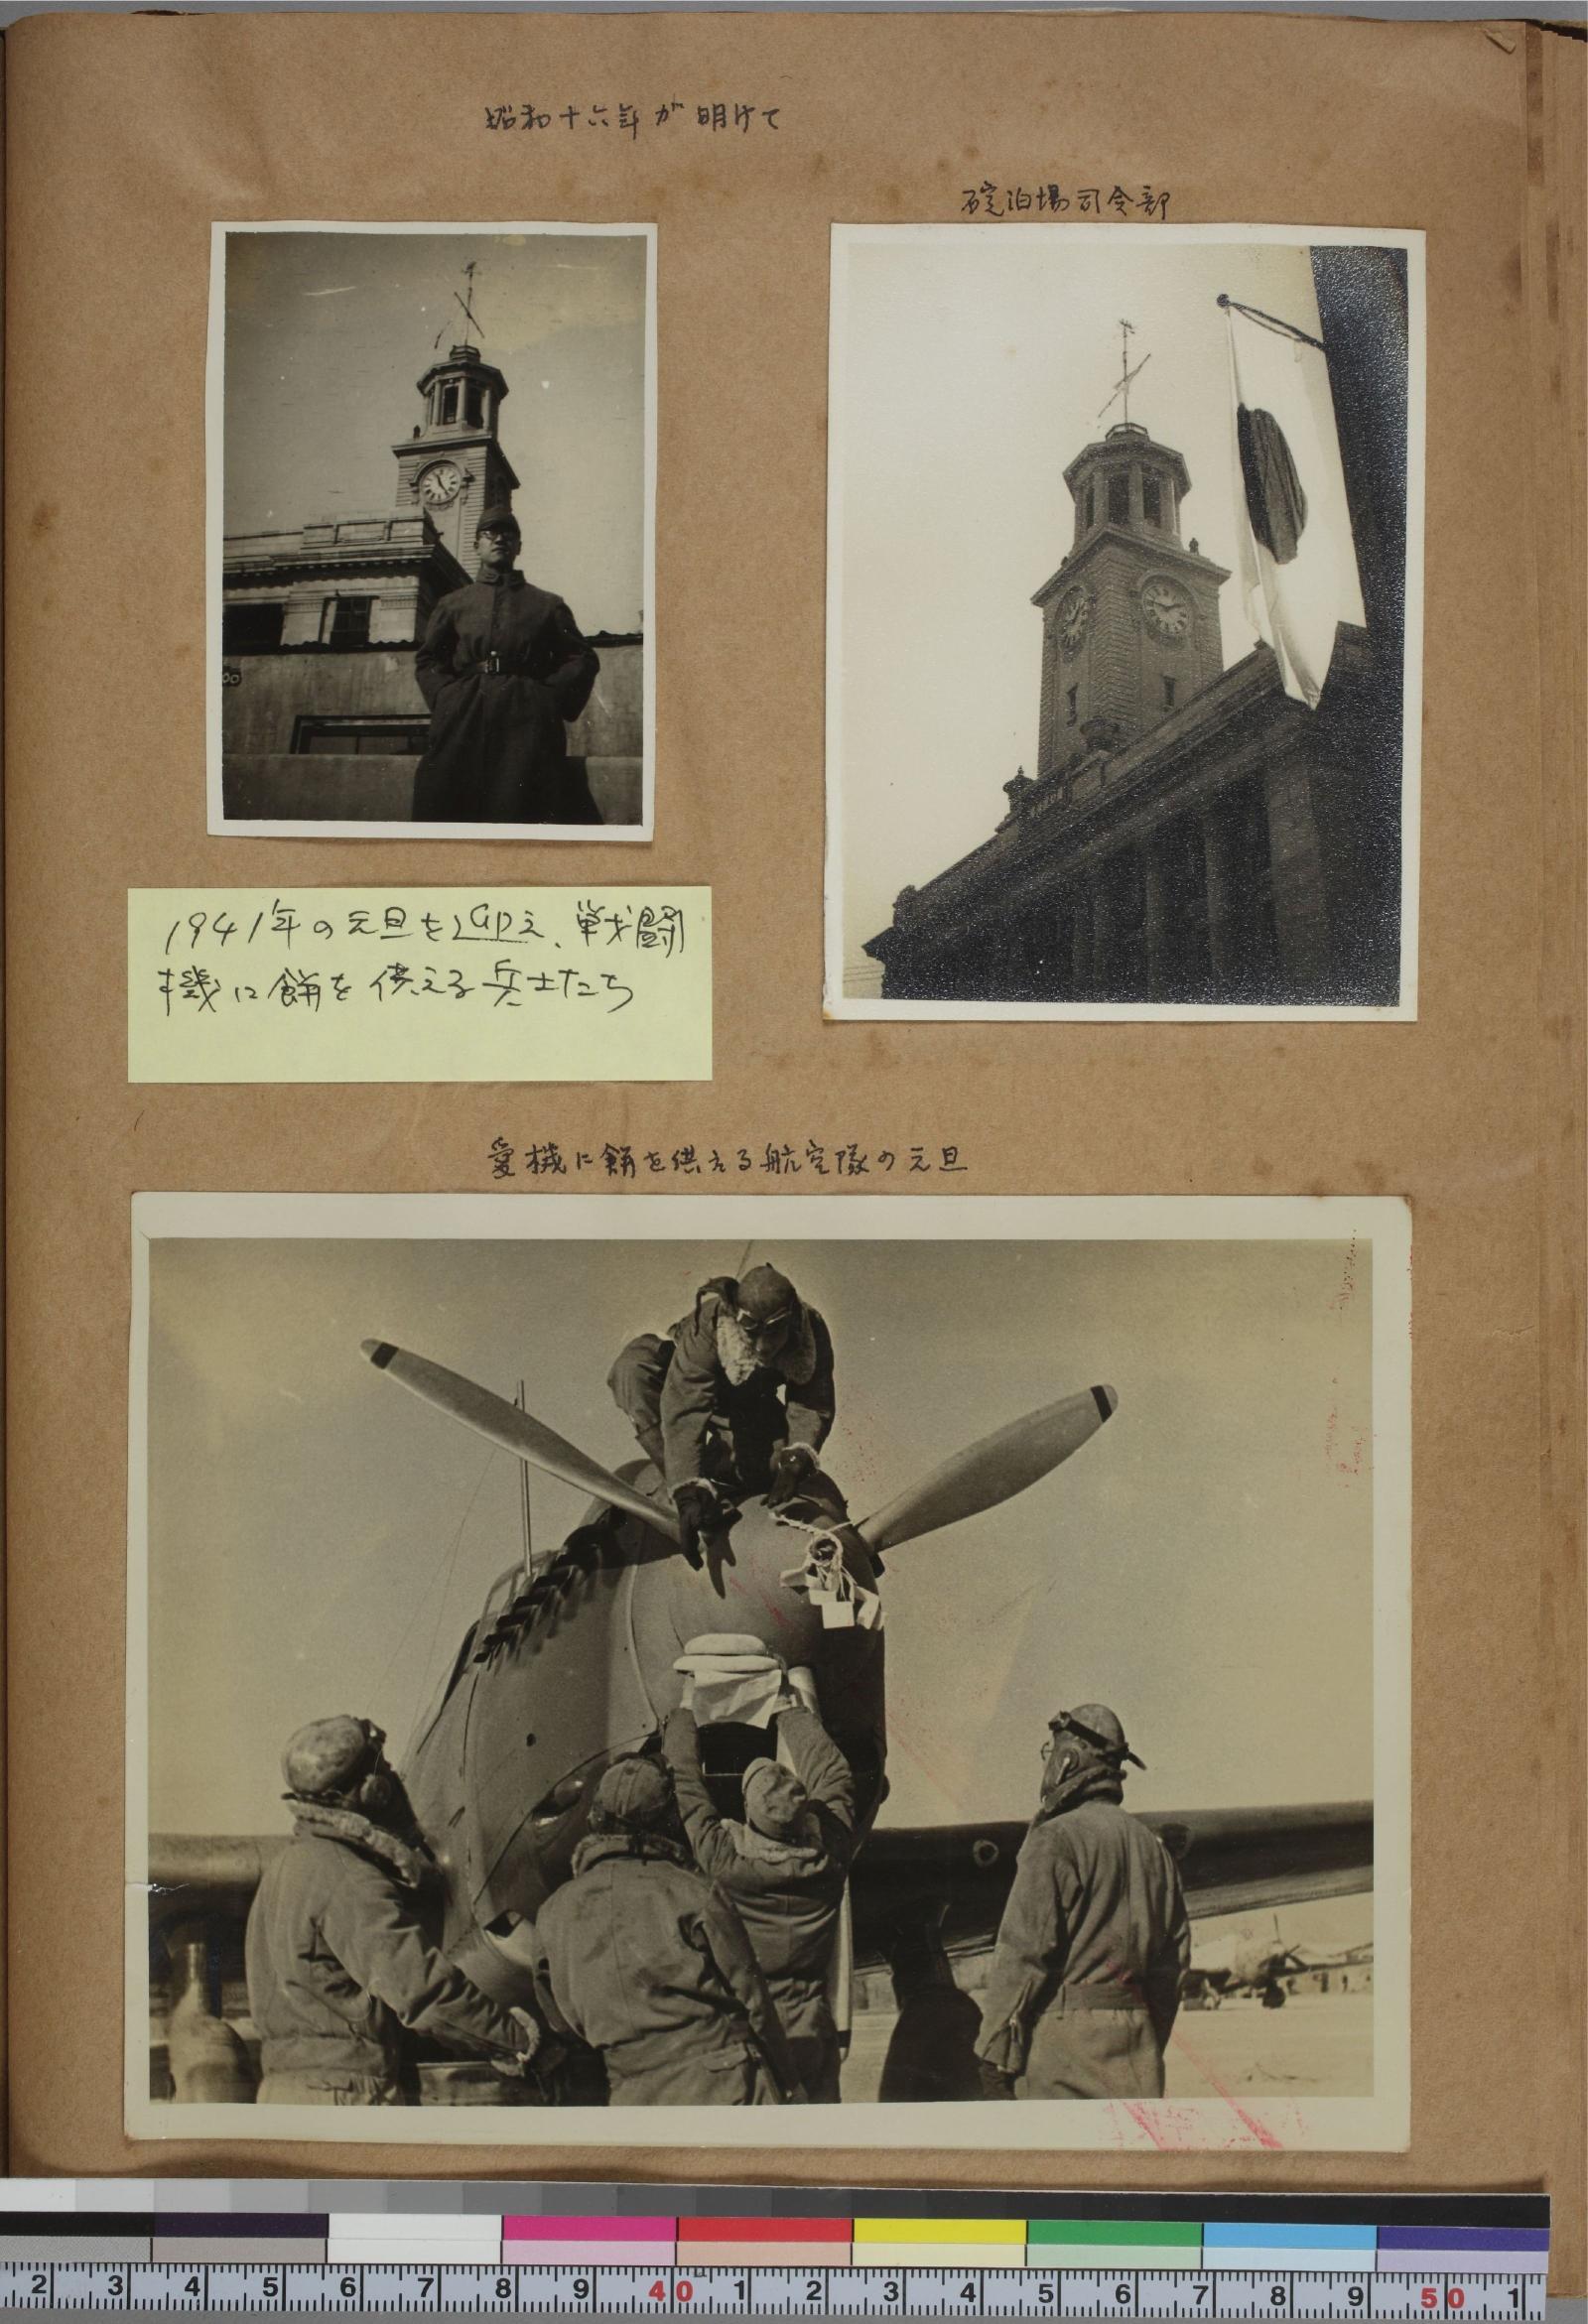 昭和十六年が明けて
碇泊場司令部
1941年の元旦を迎え、戦闘
機に餅を供える兵士たち
愛機に餅を供える航空隊の元旦
2 3 4 5 6 7 8 9 40 1 2 3 4 5 6 7 8 9 50 1